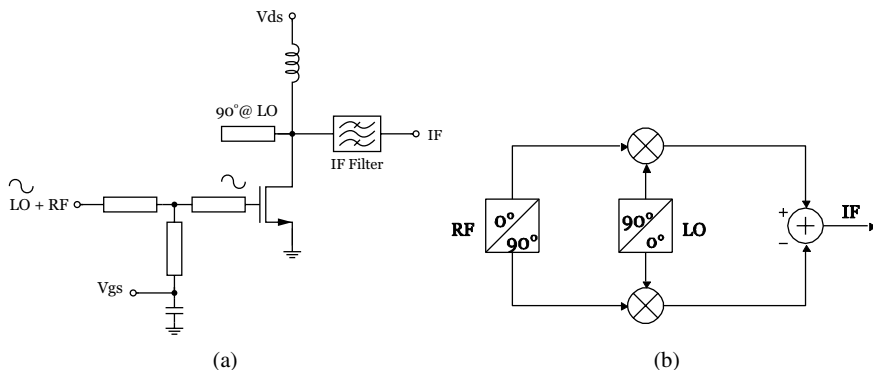 Vds
90°@ LO
IF
IF Filter
LO + RF
Vgs
(a)
RF
0°
90°
90°
0°
LO
+
−
IF
(b)